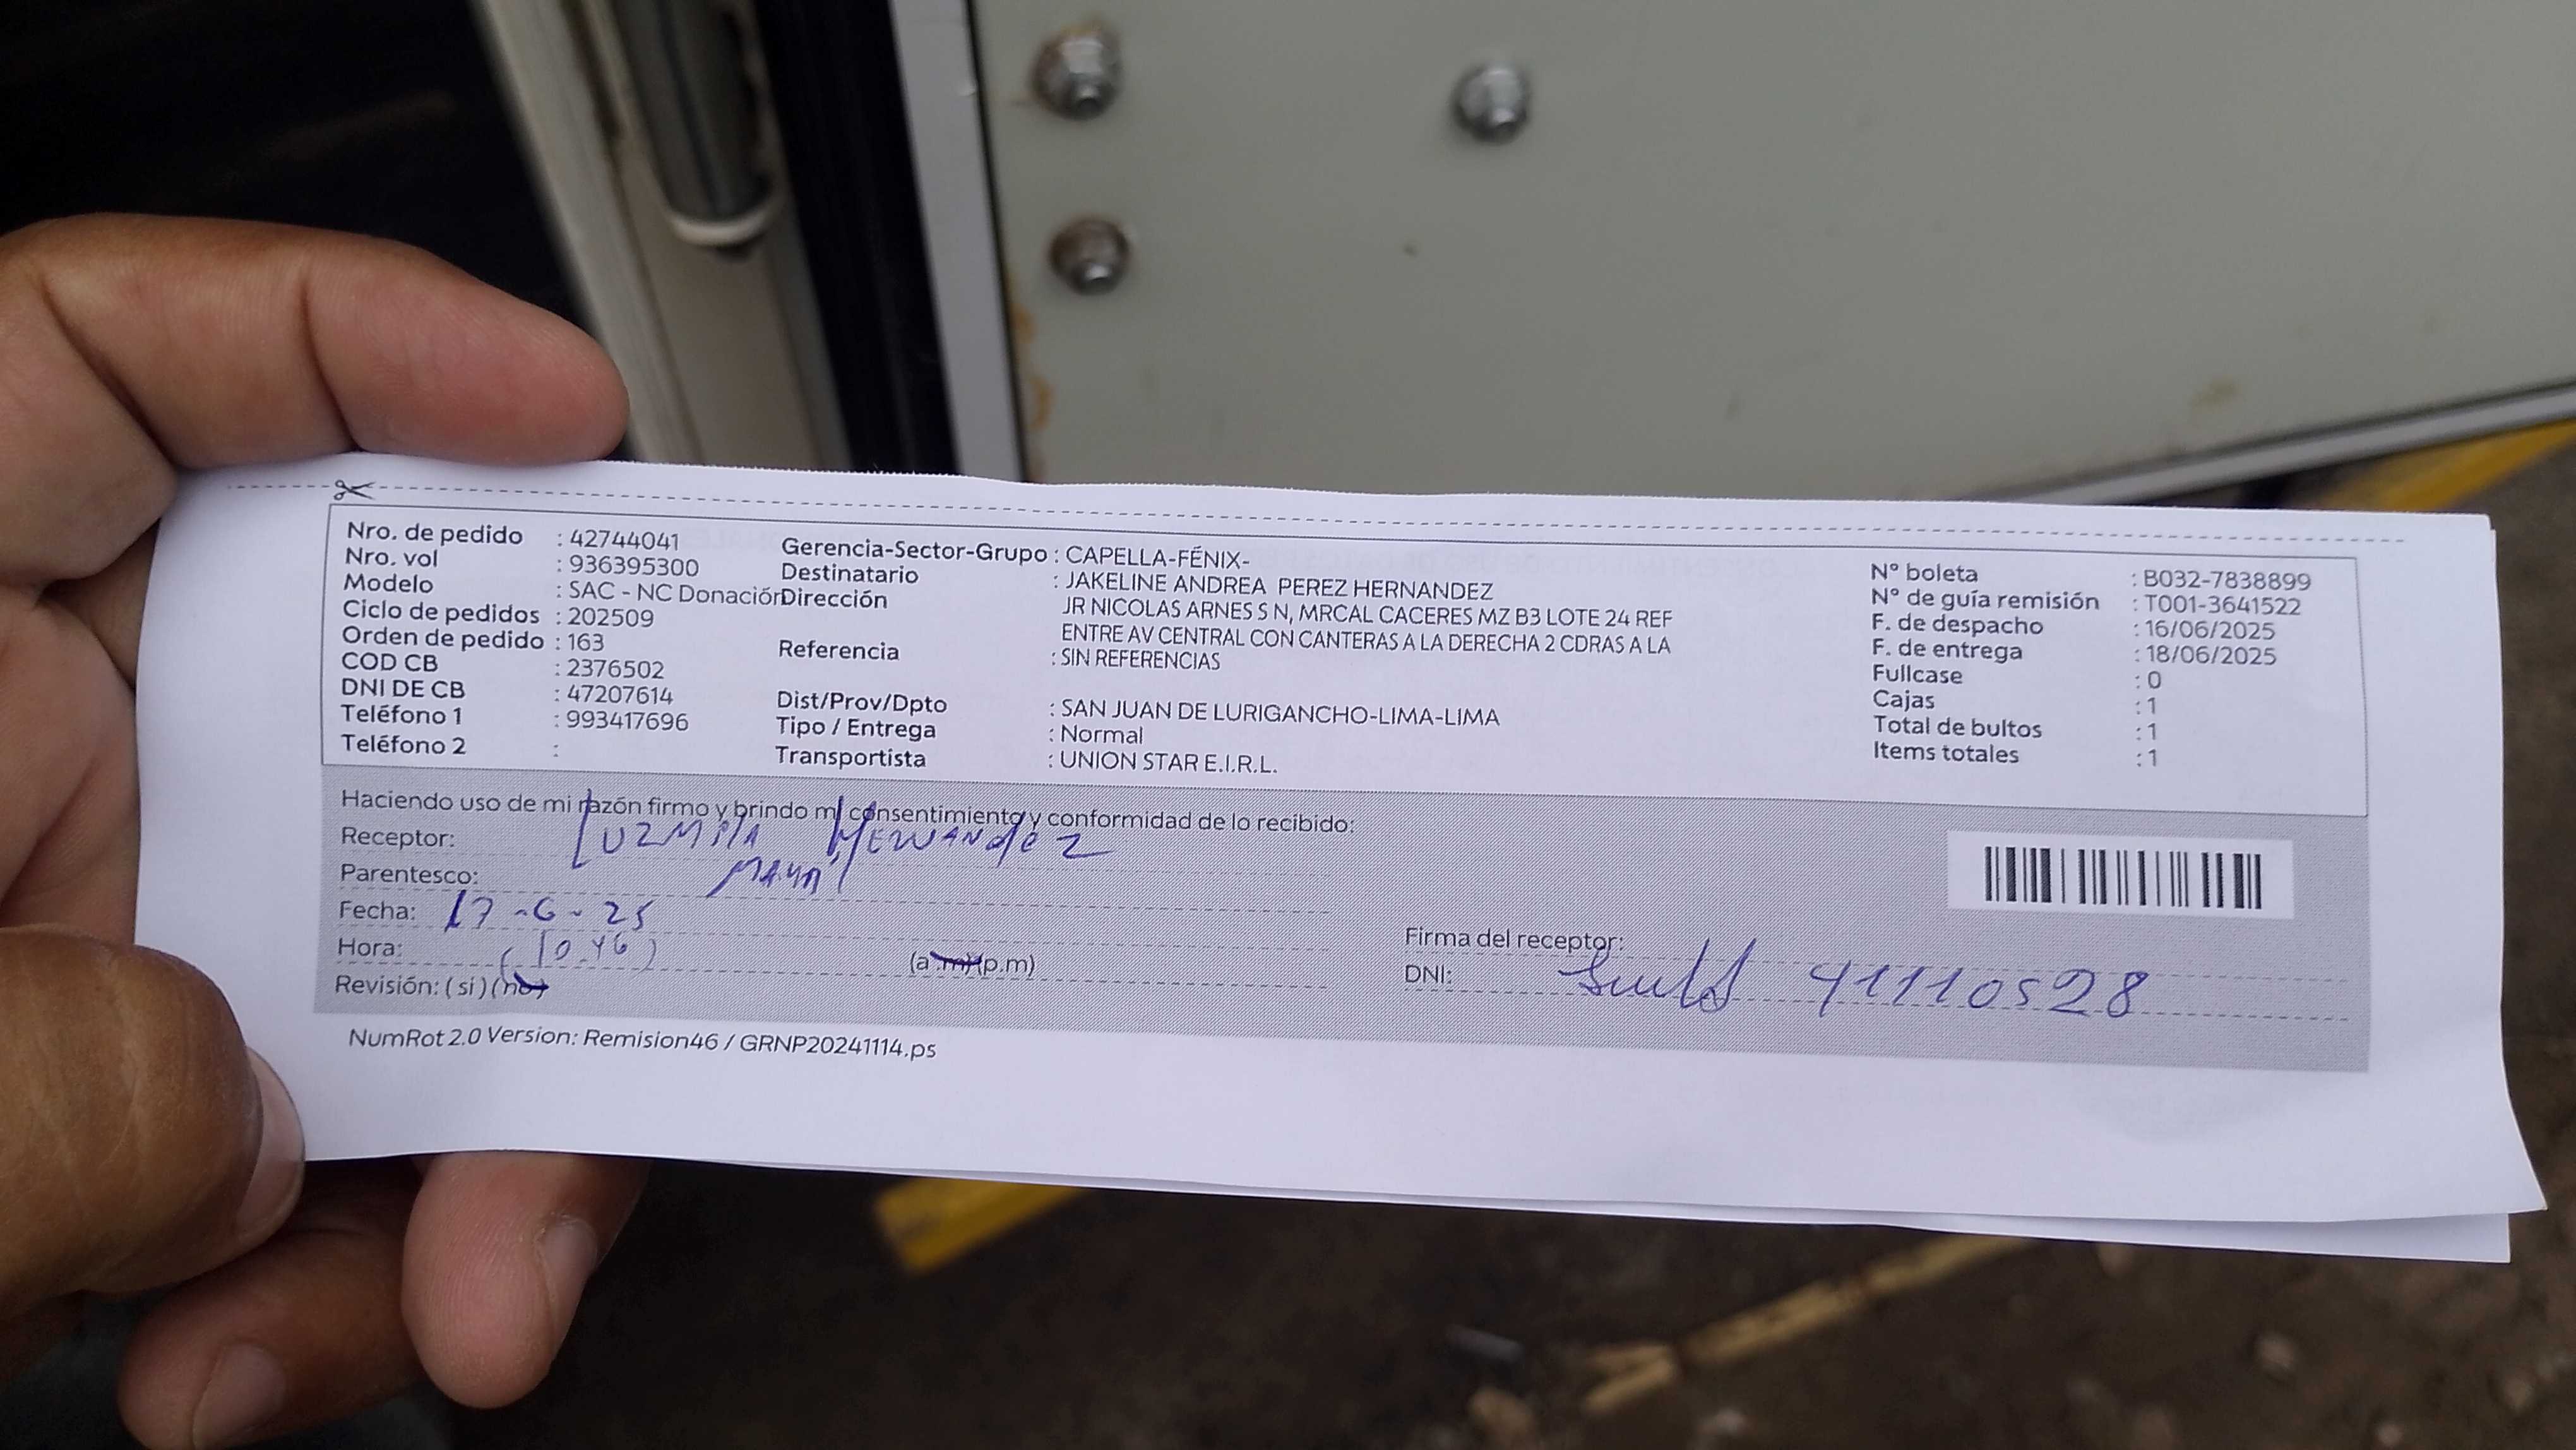 Nro. de pedido : 42744041
Nro. vol : 936395300
Modelo : SAC - NC Donación
Ciclo de pedidos : 202509
Orden de pedido : 163
COD CB : 2376502
DNI DE CB : 47207614
Teléfono 1 : 993417696
Teléfono 2 :
Gerencia-Sector-Grupo : CAPELLA-FÉNIX-
Destinatario : JAKELINE ANDREA PEREZ HERNANDEZ
Dirección JR NICOLAS ARNES S N, MRCAL CACERES MZ B3 LOTE 24 REF
ENTRE AV CENTRAL CON CANTERAS A LA DERECHA 2 CDRAS A LA
Referencia : SIN REFERENCIAS
Dist/Prov/Dpto : SAN JUAN DE LURIGANCHO-LIMA-LIMA
Tipo / Entrega : Normal
Transportista : UNION STAR E.I.R.L.
N° boleta : B032-7838899
N° de guía remisión : T001-3641522
F. de despacho : 16/06/2025
F. de entrega : 18/06/2025
Fullcase : 0
Cajas : 1
Total de bultos : 1
Items totales : 1
Haciendo uso de mi razón firmo y brindo mi consentimiento y conformidad de lo recibido:
Receptor: Luzmila Hernandez
Parentesco: MAMÁ
Fecha: 17-6-25
Hora: (10.46) (a.m)(p.m)
Revisión: (si)(no)
Firma del receptor:
DNI: 41110528
NumRot 2.0 Version: Remision46 / GRNP20241114.ps